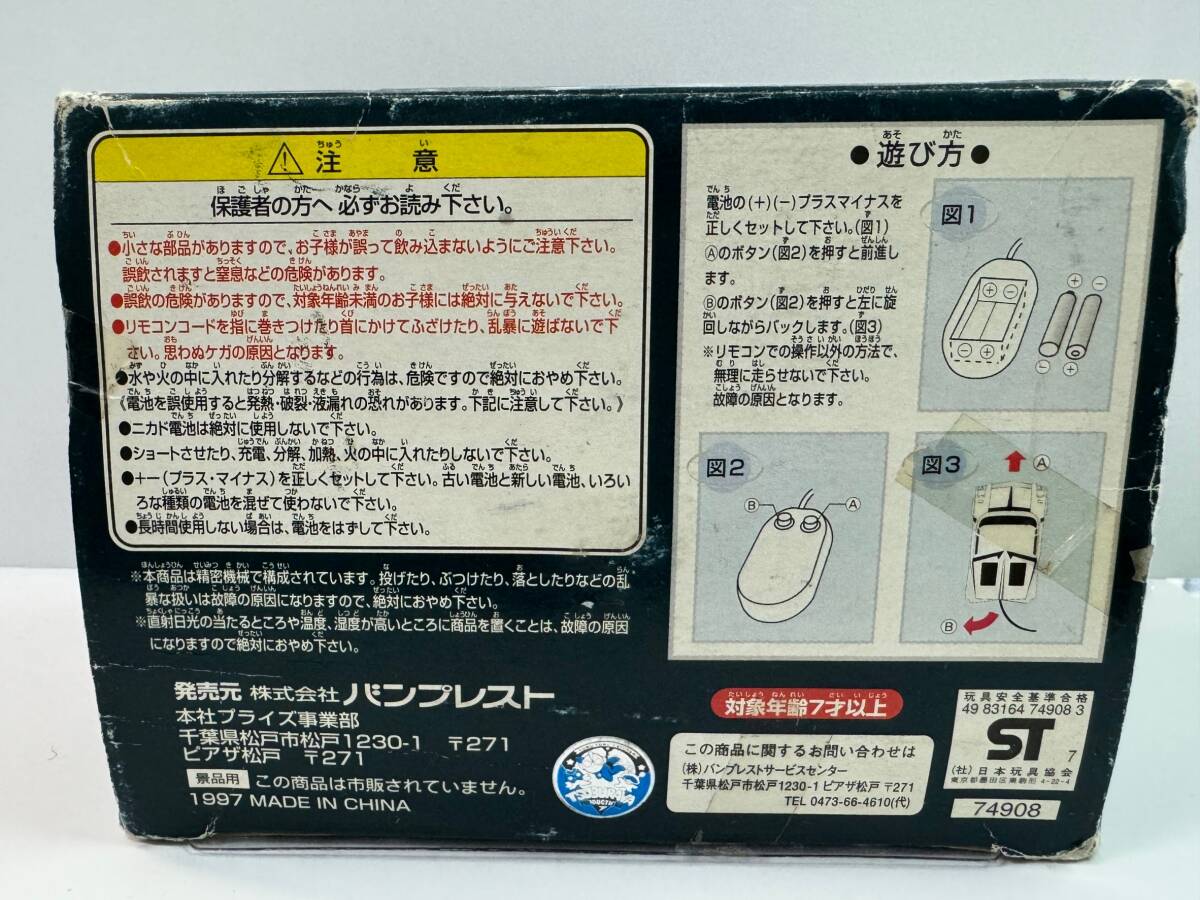 ⚠ 注意
保護者の方へ 必ずお読み下さい。
●小さな部品がありますので、お子様が誤って飲み込まないようにご注意下さい。
誤飲されますと窒息などの危険があります。
●誤飲の危険がありますので、対象年齢未満のお子様には絶対に与えないで下さい。
●リモコンコードを指に巻きつけたり首にかけてふざけたり、乱暴に遊ばないで下
さい。思わぬケガの原因となります。
●水や火の中に入れたり分解するなどの行為は、危険ですので絶対におやめ下さい。
《電池を誤使用すると発熱・破裂・液漏れの恐れがあります。下記に注意して下さい。》
●ニカド電池は絶対に使用しないで下さい。
●ショートさせたり、充電、分解、加熱、火の中に入れたりしないで下さい。
●+−(プラス・マイナス)を正しくセットして下さい。古い電池と新しい電池、いろい
ろな種類の電池を混ぜて使わないで下さい。
●長時間使用しない場合は、電池をはずして下さい。
※本商品は精密機械で構成されています。投げたり、ぶつけたり、落としたりなどの乱
暴な扱いは故障の原因になりますので、絶対におやめ下さい。
※直射日光の当たるところや温度、湿度が高いところに商品を置くことは、故障の原因
になりますので絶対におやめ下さい。
発売元 株式会社 バンプレスト
本社プライズ事業部
千葉県松戸市松戸1230-1 〒271
ピアザ松戸 〒271
景品用 この商品は市販されていません。
1997 MADE IN CHINA
●遊び方●
電池の(+)(−)プラスマイナスを
正しくセットして下さい。(図1)
Ⓐのボタン(図2)を押すと前進し
ます。
Ⓑのボタン(図2)を押すと左に旋
回しながらバックします。(図3)
※リモコンでの操作以外の方法で、
無理に走らせないで下さい。
故障の原因となります。
図1
+ −
− +
+ +
− −
図2
Ⓑ Ⓐ
図3
Ⓐ
Ⓑ
対象年齢7才以上
この商品に関するお問い合わせは
(株)バンプレストサービスセンター
千葉県松戸市松戸1230-1 ピアザ松戸 〒271
TEL 0473-66-4610(代)
玩具安全基準合格
49 83164 74908 3
ST 7
(社)日本玩具協会
東京都墨田区東駒形 4-22-4
74908